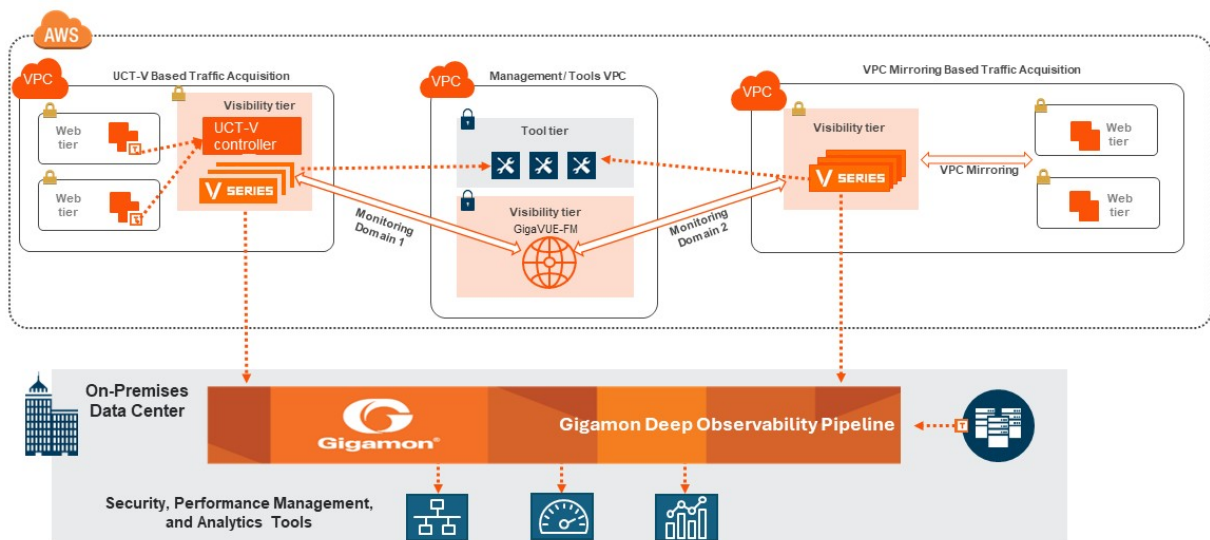 AWS
VPC
UCT-V Based Traffic Acquisition
Web
tier
T
Web
tier
T
Visibility tier
UCT-V
controller
V SERIES
VPC
Management / Tools VPC
Tool tier
Visibility tier
GigaVUE-FM
Monitoring
Domain 1
Monitoring
Domain 2
VPC
VPC Mirroring Based Traffic Acquisition
Visibility tier
V SERIES
VPC Mirroring
Web
tier
Web
tier
On-Premises
Data Center
Gigamon®
Gigamon Deep Observability Pipeline
T
Security, Performance Management,
and Analytics Tools